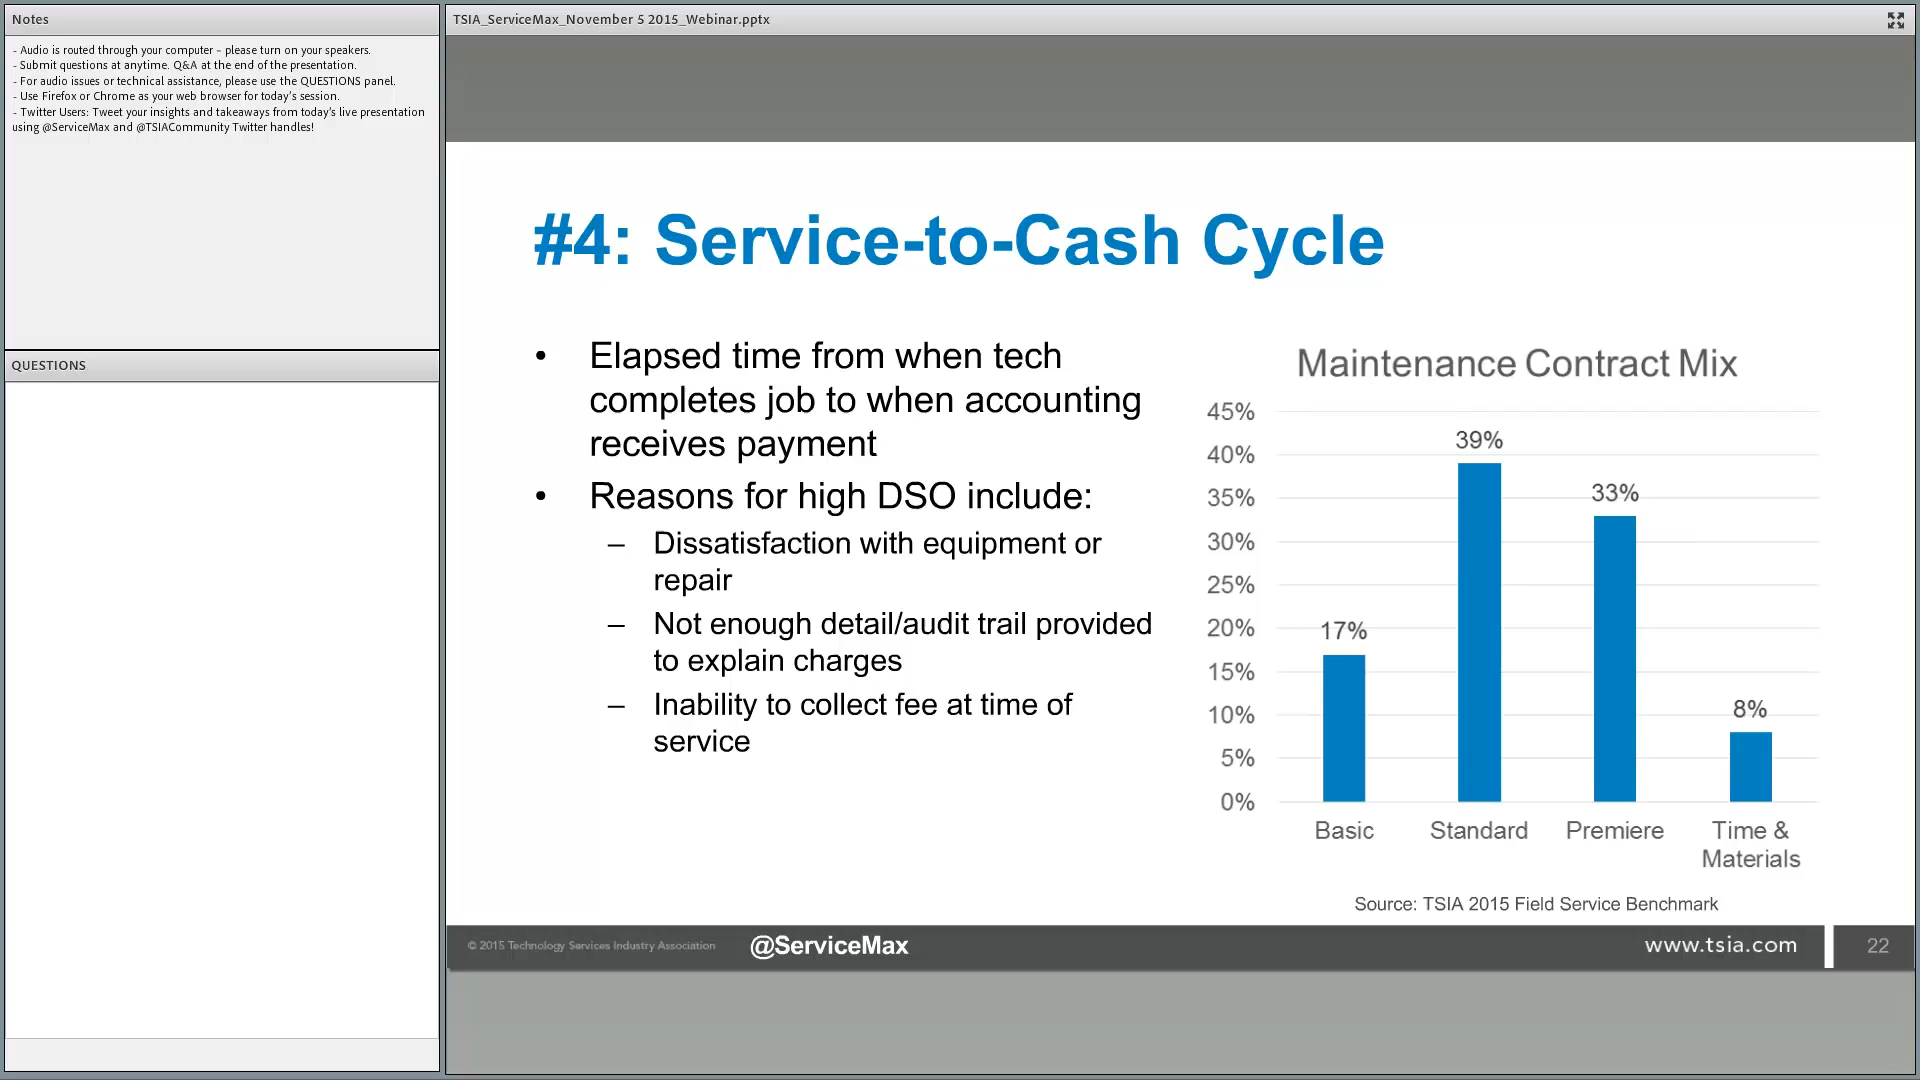 Notes
- Audio is routed through your computer – please turn on your speakers.
- Submit questions at anytime. Q&A at the end of the presentation.
- For audio issues or technical assistance, please use the QUESTIONS panel.
- Use Firefox or Chrome as your web browser for today's session.
- Twitter Users: Tweet your insights and takeaways from today's live presentation
using @ServiceMax and @TSIACommunity Twitter handles!
QUESTIONS
TSIA_ServiceMax_November 5 2015_Webinar.pptx
#4: Service-to-Cash Cycle
• Elapsed time from when tech
completes job to when accounting
receives payment
• Reasons for high DSO include:
– Dissatisfaction with equipment or
repair
– Not enough detail/audit trail provided
to explain charges
– Inability to collect fee at time of
service
Maintenance Contract Mix
45%
40%
35%
30%
25%
20%
15%
10%
5%
0%
17%
39%
33%
8%
Basic
Standard
Premiere
Time &
Materials
Source: TSIA 2015 Field Service Benchmark
© 2015 Technology Services Industry Association
@ServiceMax
www.tsia.com
22